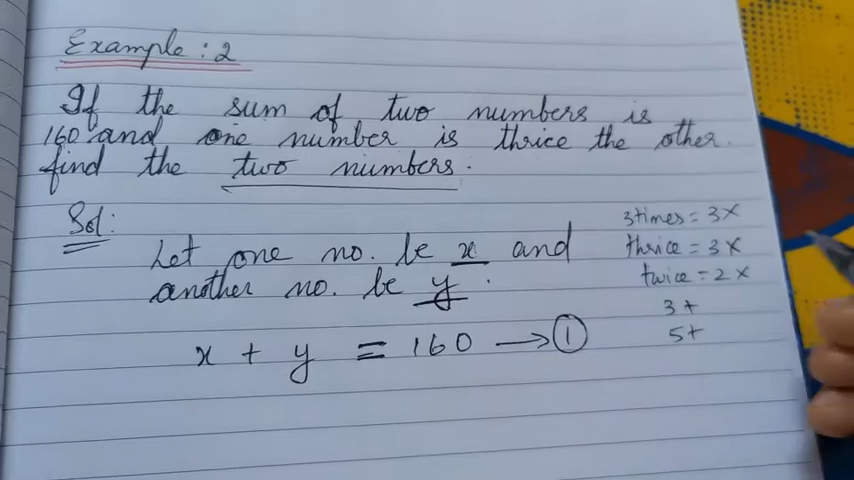 Example : 2
If the sum of two numbers is
160 and one number is thrice the other.
find the two numbers.
Sol:
Let one no. be x and
another no. be y.
x + y = 160 → ①
3times = 3x
thrice = 3x
twice = 2x
3+
5+